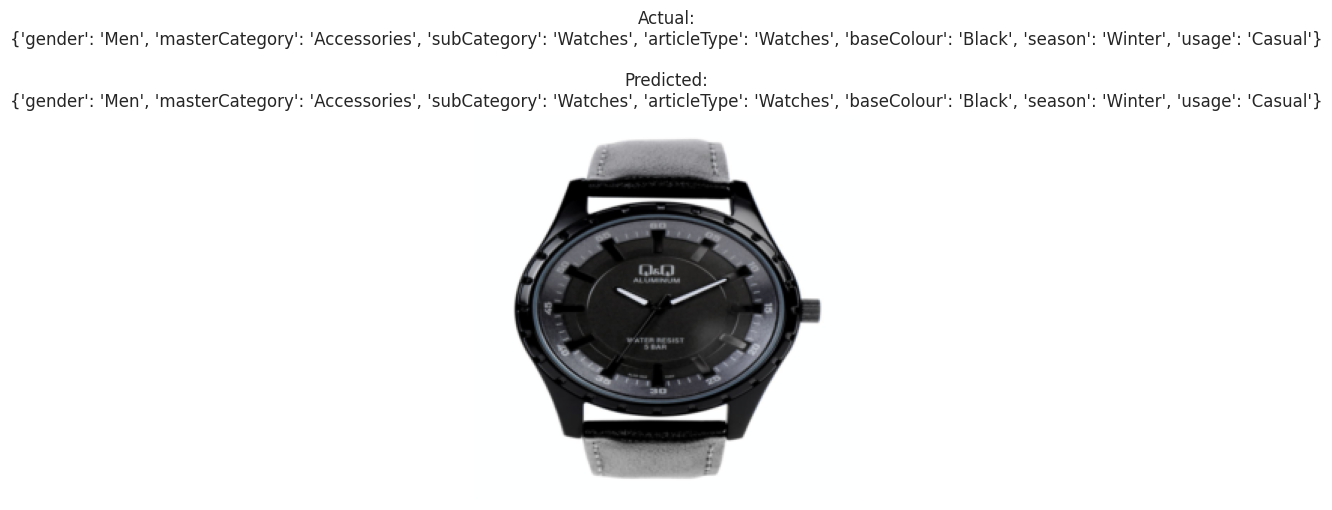 Actual:
{'gender': 'Men', 'masterCategory': 'Accessories', 'subCategory': 'Watches', 'articleType': 'Watches', 'baseColour': 'Black', 'season': 'Winter', 'usage': 'Casual'}
Predicted:
{'gender': 'Men', 'masterCategory': 'Accessories', 'subCategory': 'Watches', 'articleType': 'Watches', 'baseColour': 'Black', 'season': 'Winter', 'usage': 'Casual'}
60
55 05
10
Q&Q
ALUMINUM
45 15
WATER RESIST
5 BAR
40 20
35 25
30